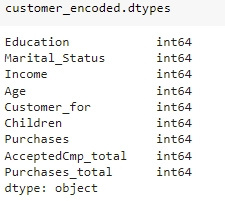 customer_encoded.dtypes
Education int64
Marital_Status int64
Income int64
Age int64
Customer_for int64
Children int64
Purchases int64
AcceptedCmp_total int64
Purchases_total int64
dtype: object